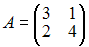 A = (3 1
2 4)